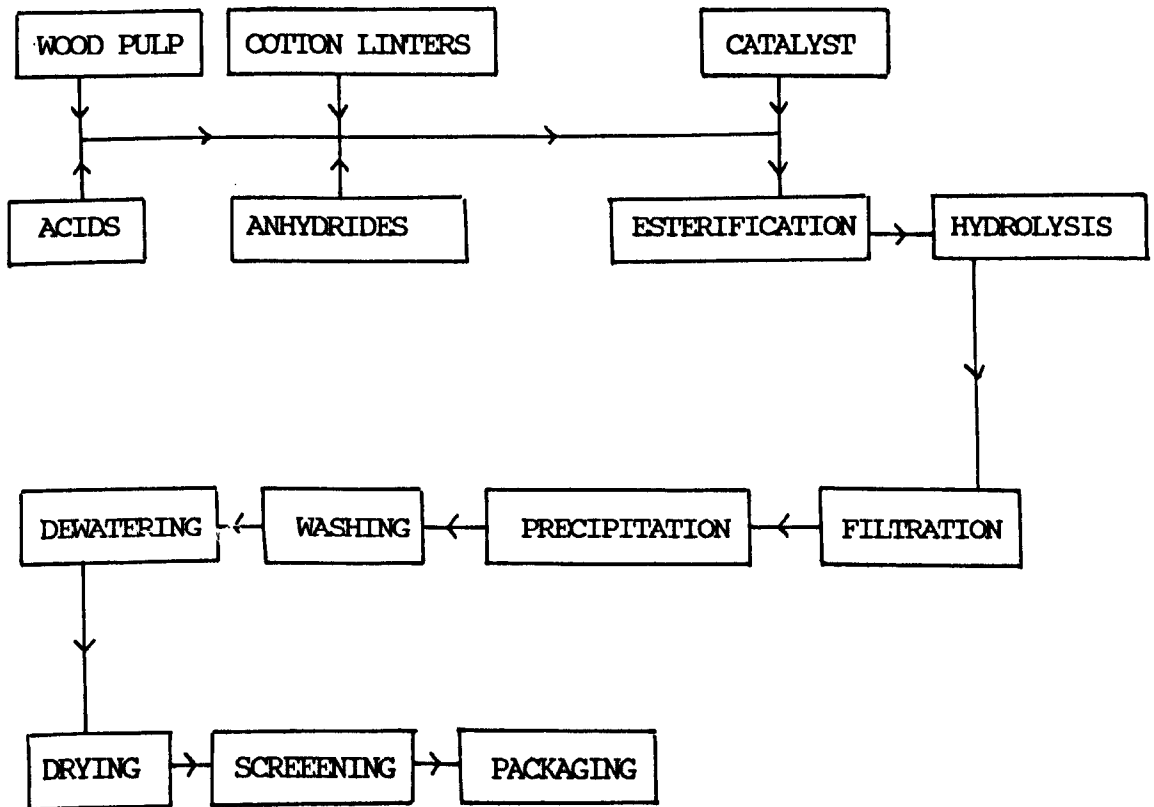 WOOD PULP
COTTON LINTERS
CATALYST
ACIDS
ANHYDRIDES
ESTERIFICATION
HYDROLYSIS
DEWATERING
WASHING
PRECIPITATION
FILTRATION
DRYING
SCREEENING
PACKAGING